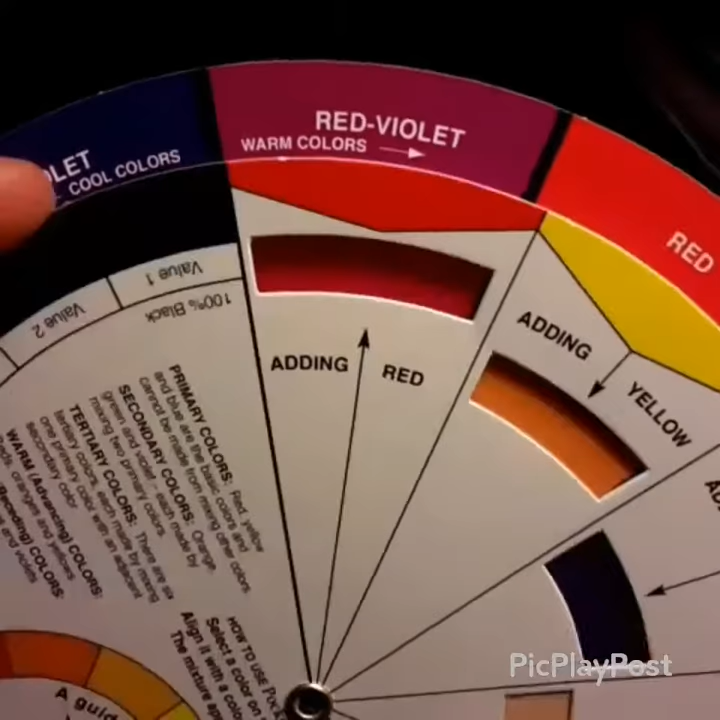 RED-VIOLET
WARM COLORS
LET
COOL COLORS
RED
Value 1
Value 2
100% Black
ADDING RED
ADDING
YELLOW
PRIMARY COLORS: Red, yellow
and blue are the basic colors and
cannot be made from mixing other colors.
SECONDARY COLORS: Orange,
green and violet - each made by
mixing two primary colors.
TERTIARY COLORS: There are six
tertiary colors, each made by mixing
one primary color with an adjacent
secondary color
WARM (Advancing) COLORS:
reds, oranges and yellows
(Receding) COLORS:
and violets
HOW TO USE
Select a color on
Align it with a color
The mixture
A guid
PicPlayPost